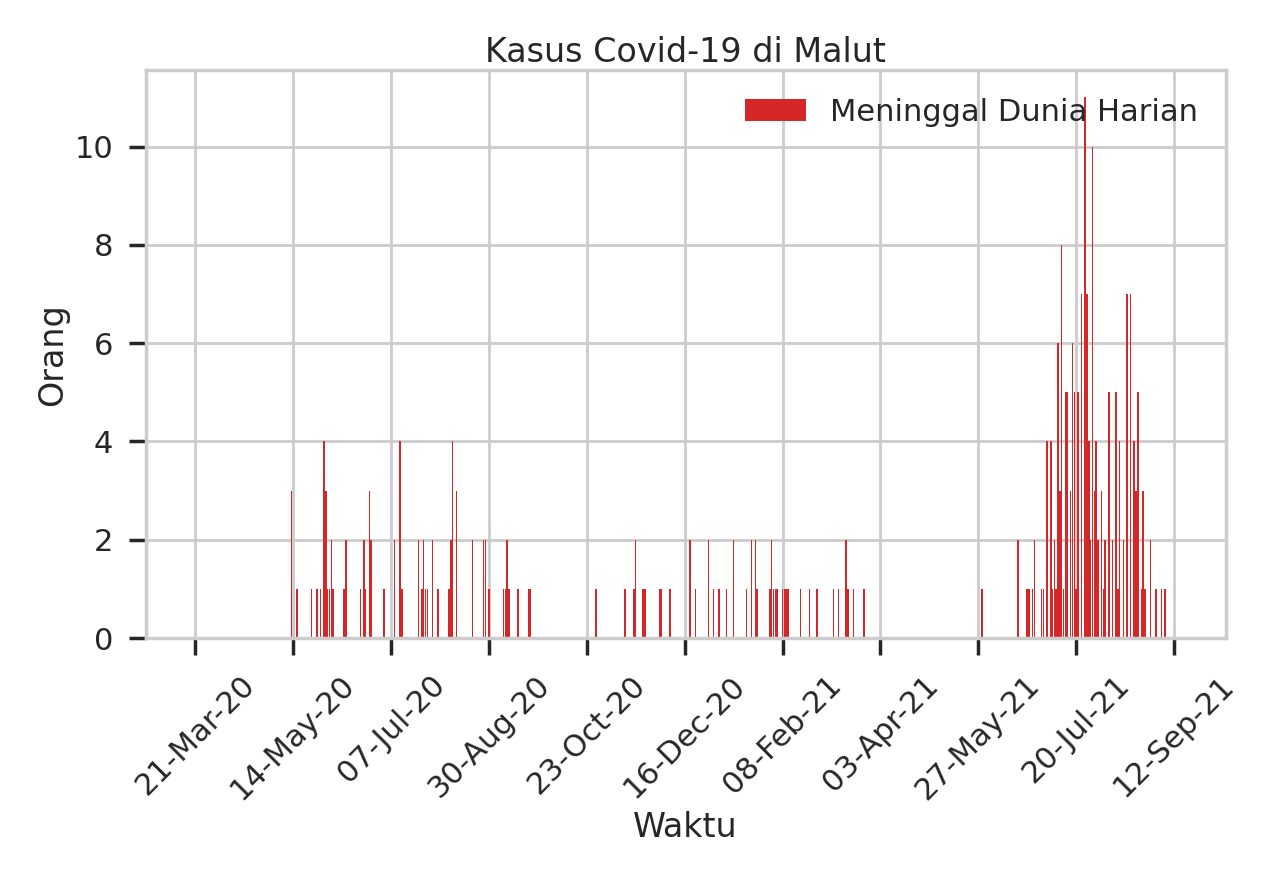 Kasus Covid-19 di Malut
Meninggal Dunia Harian
Orang
10
8
6
4
2
0
21-Mar-20
14-May-20
07-Jul-20
30-Aug-20
23-Oct-20
16-Dec-20
08-Feb-21
03-Apr-21
27-May-21
20-Jul-21
12-Sep-21
Waktu